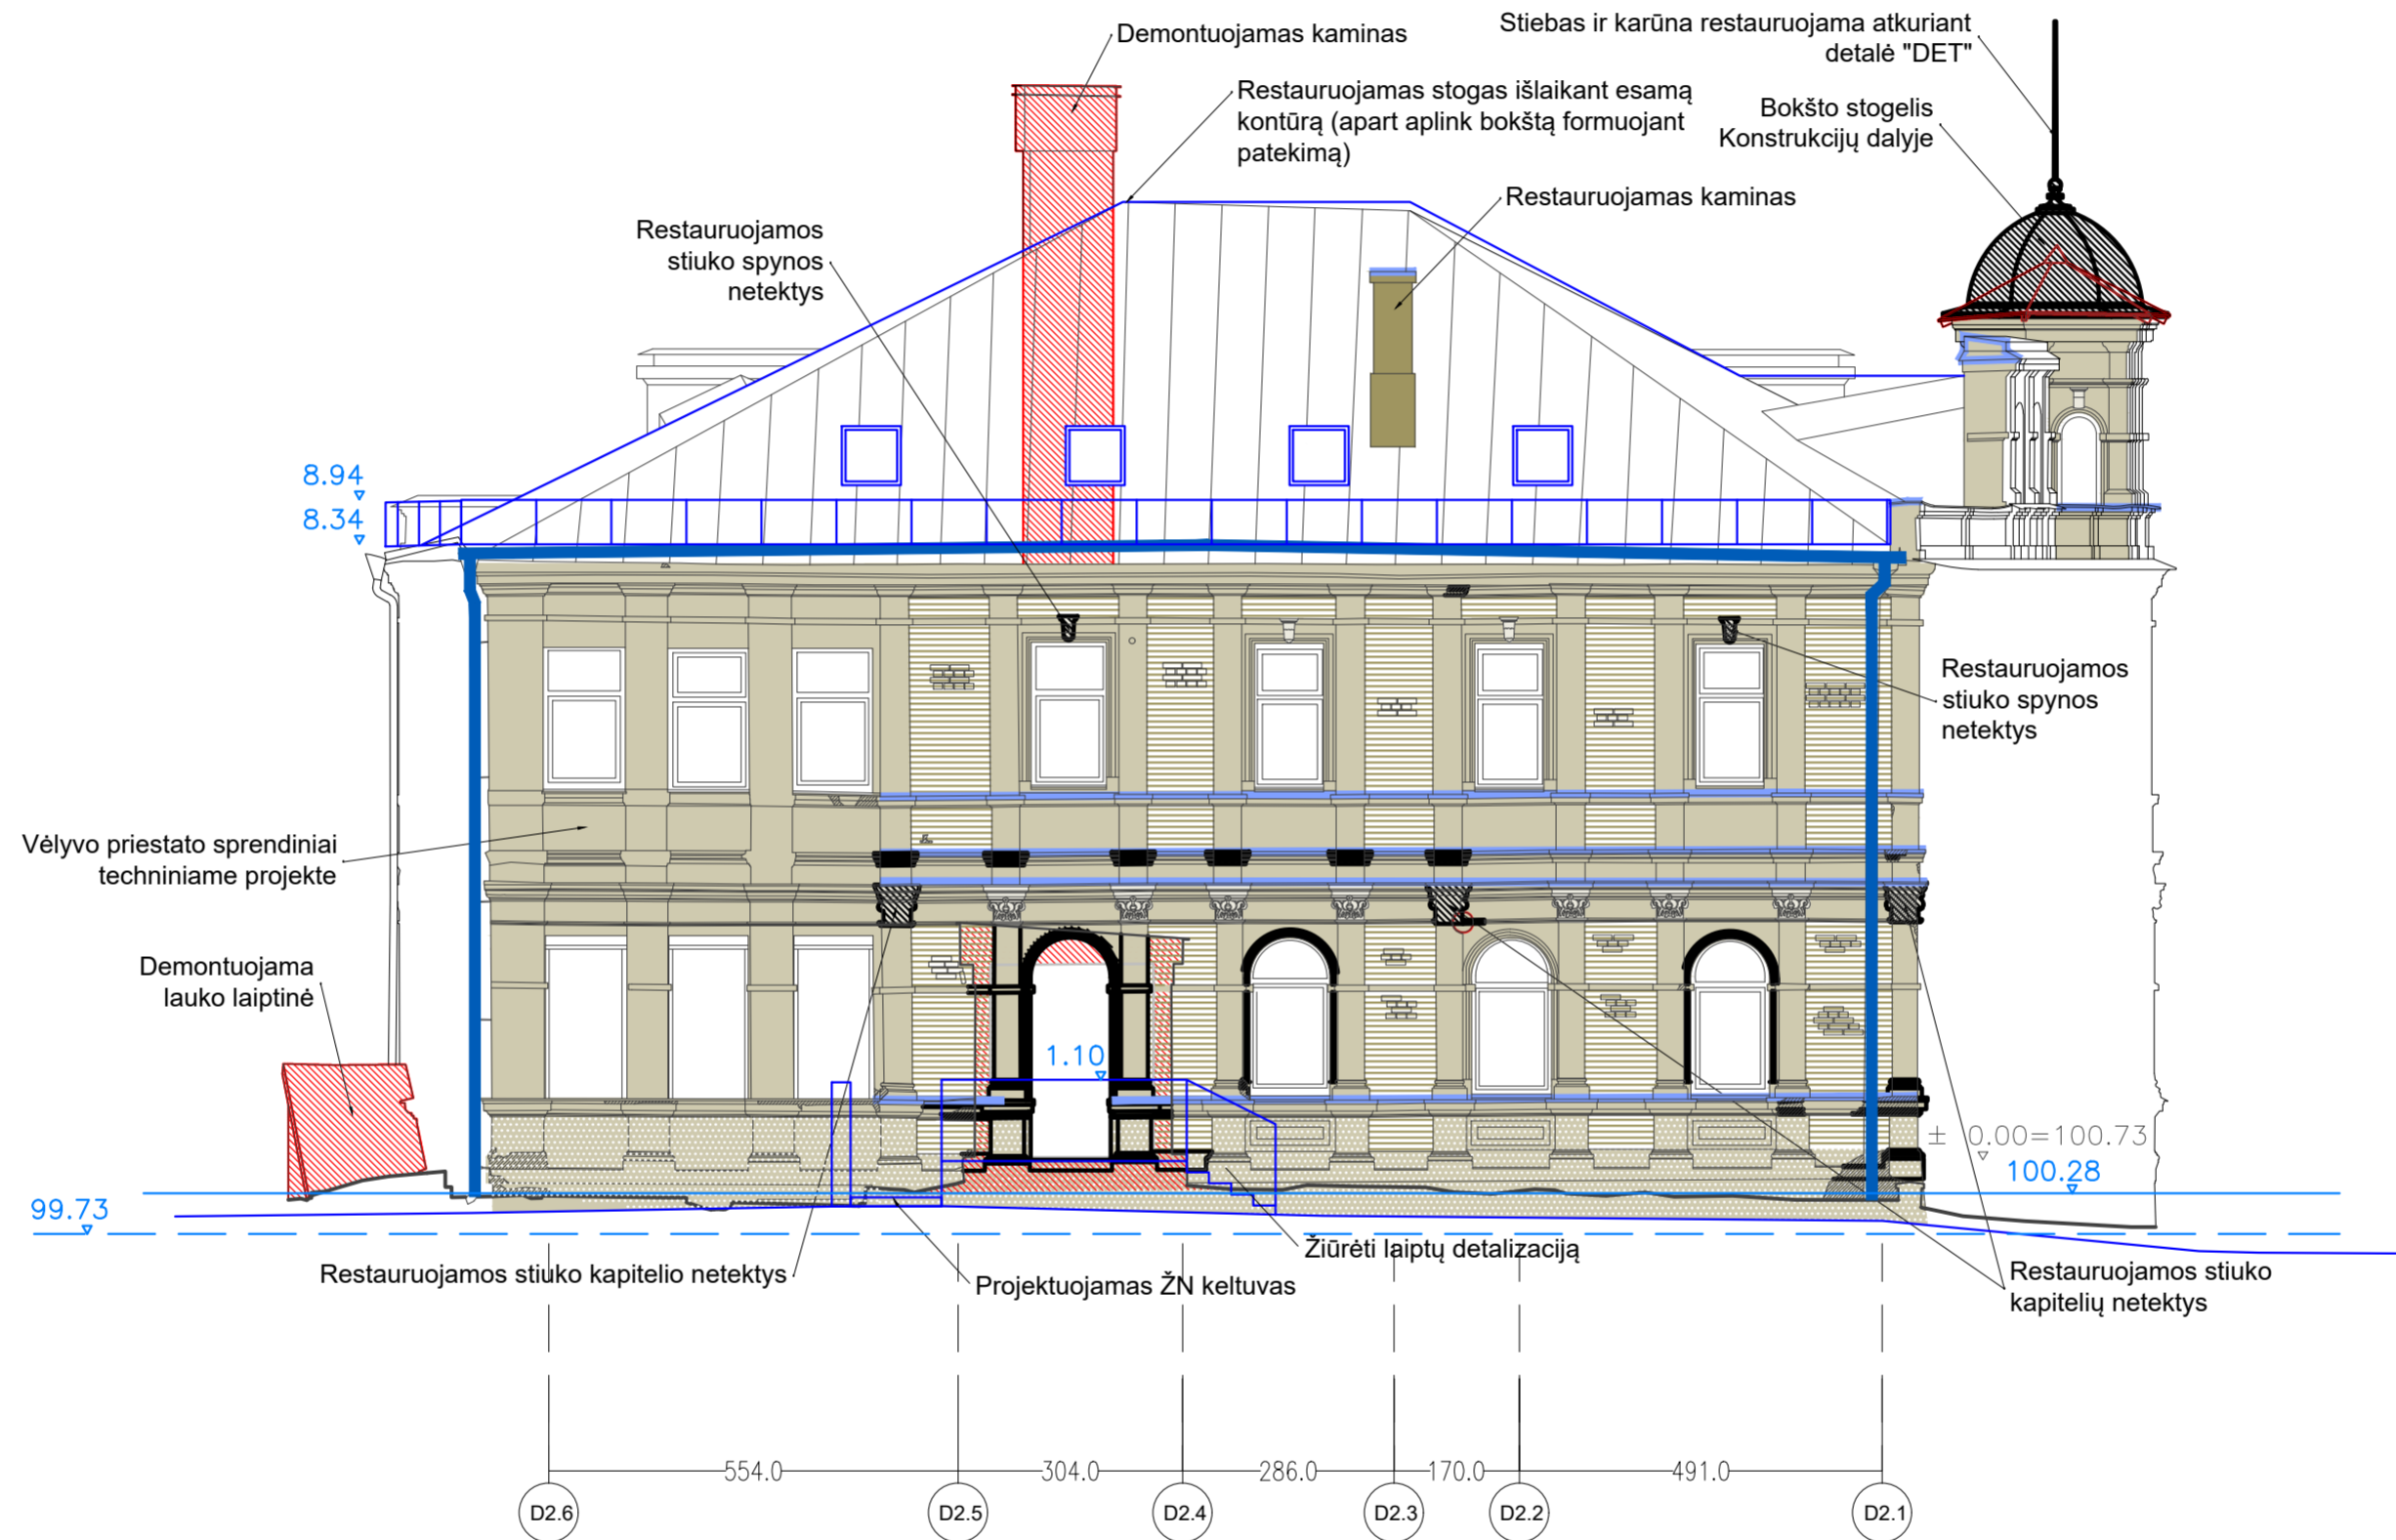 Demontuojamas kaminas
Stiebas ir karūna restauruojama atkuriant
detalė "DET"
Restauruojamas stogas išlaikant esamą
kontūrą (apart aplink bokštą formuojant
patekimą)
Bokšto stogelis
Konstrukcijų dalyje
Restauruojamas kaminas
Restauruojamos
stiuko spynos
netektys
8.94
8.34
Restauruojamos
stiuko spynos
netektys
Vėlyvo priestato sprendiniai
techniniame projekte
Demontuojama
lauko laiptinė
1.10
± 0.00=100.73
100.28
99.73
Žiūrėti laiptų detalizaciją
Restauruojamos stiuko kapitelio netektys
Projektuojamas ŽN keltuvas
Restauruojamos stiuko
kapitelių netektys
554.0
304.0
286.0
170.0
491.0
D2.6
D2.5
D2.4
D2.3
D2.2
D2.1